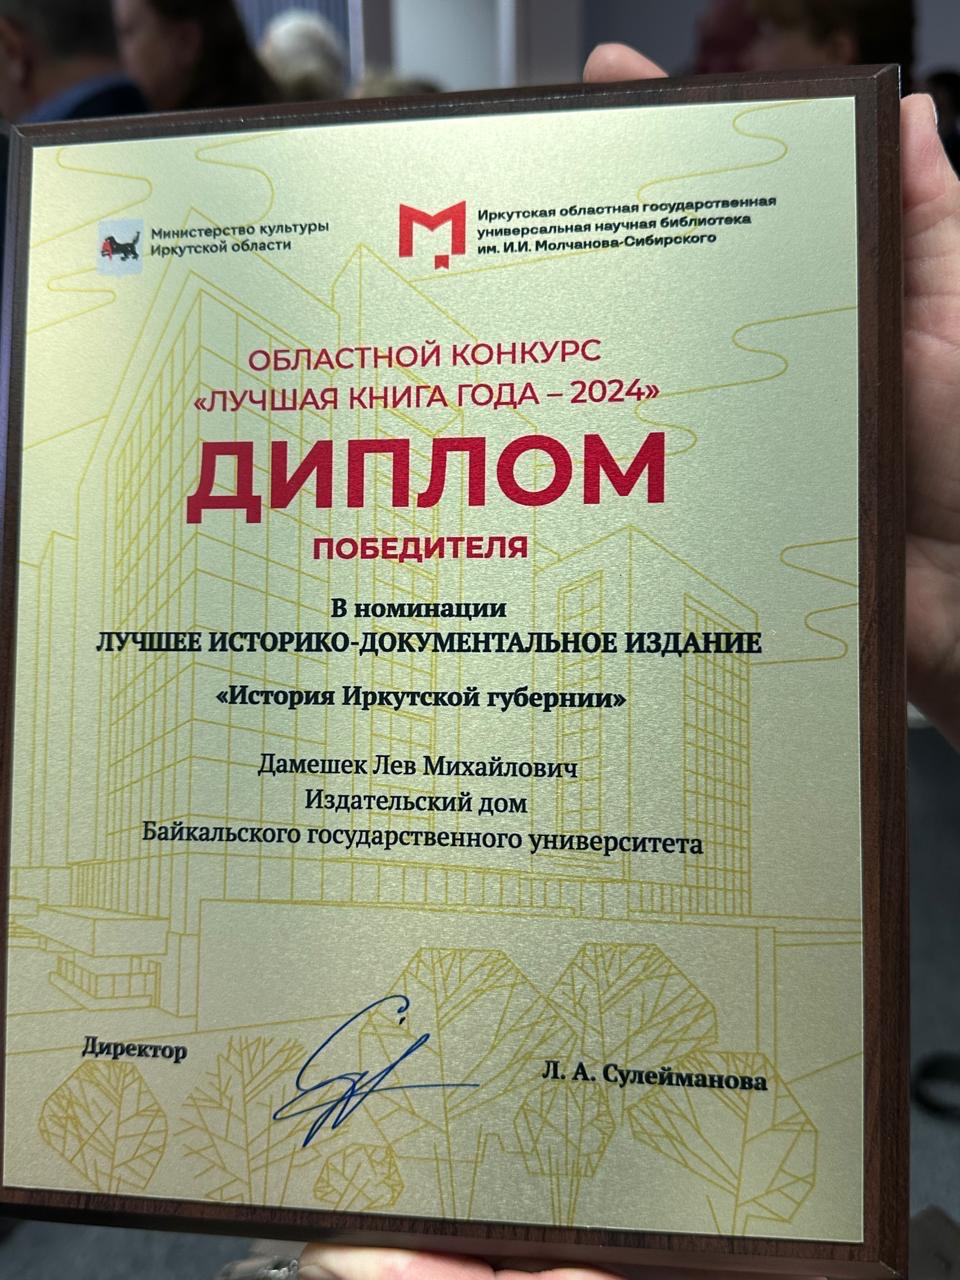 Министерство культуры
Иркутской области
Иркутская областная государственная
универсальная научная библиотека
им. И.И. Молчанова-Сибирского
ОБЛАСТНОЙ КОНКУРС
«ЛУЧШАЯ КНИГА ГОДА – 2024»
ДИПЛОМ
ПОБЕДИТЕЛЯ
В номинации
ЛУЧШЕЕ ИСТОРИКО-ДОКУМЕНТАЛЬНОЕ ИЗДАНИЕ
«История Иркутской губернии»
Дамешек Лев Михайлович
Издательский дом
Байкальского государственного университета
Директор
Л. А. Сулейманова